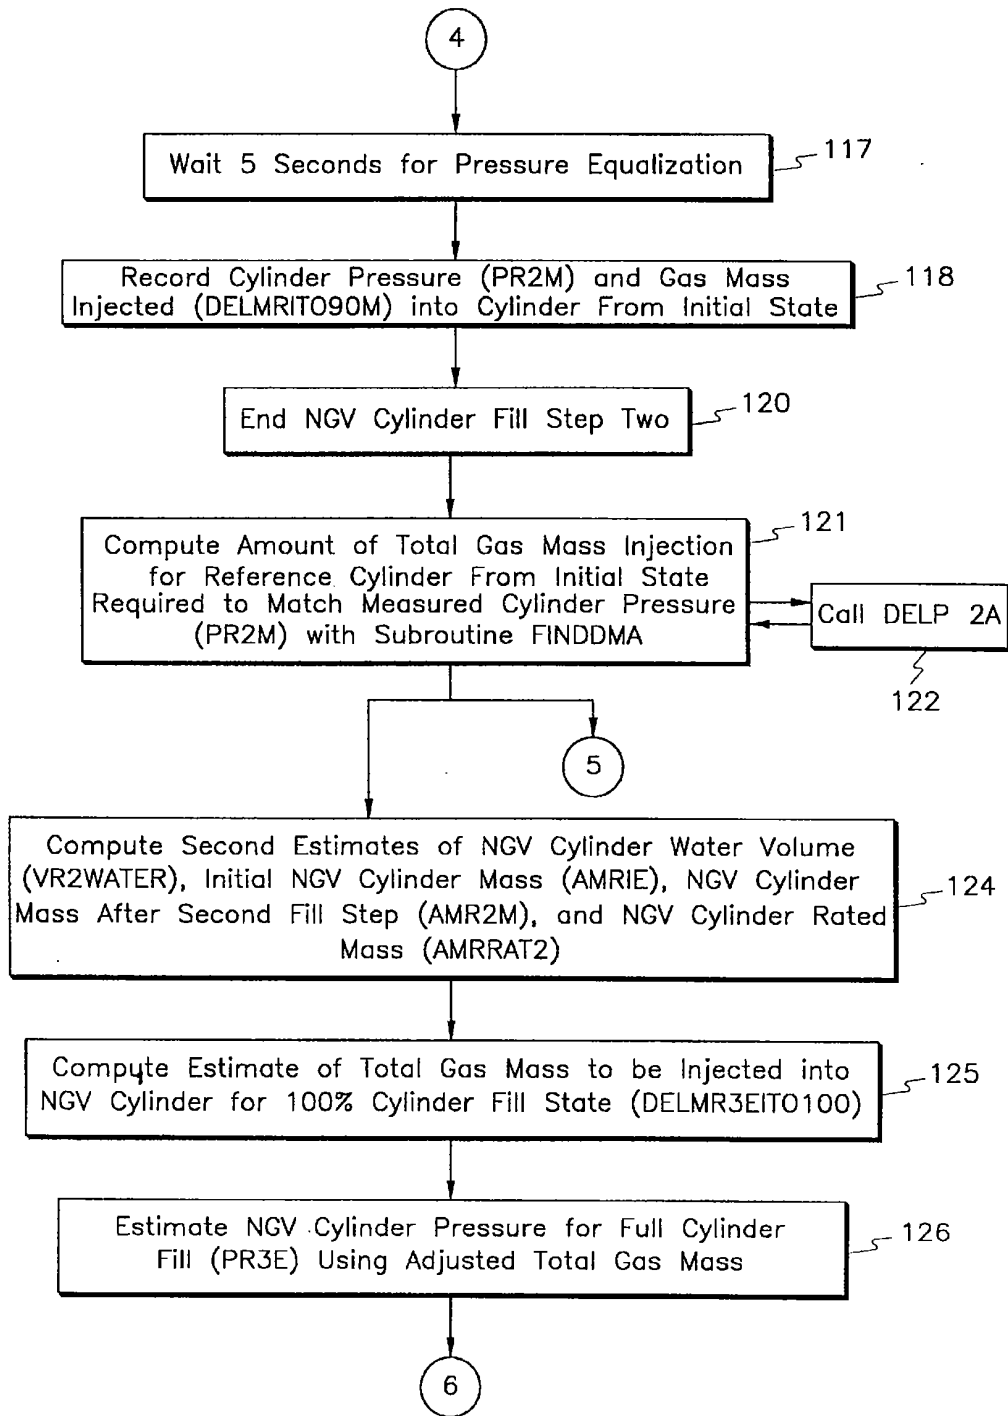 4
Wait 5 Seconds for Pressure Equalization
117
Record Cylinder Pressure (PR2M) and Gas Mass
Injected (DELMRITO90M) into Cylinder From Initial State
118
End NGV Cylinder Fill Step Two
120
Compute Amount of Total Gas Mass Injection
for Reference Cylinder From Initial State
Required to Match Measured Cylinder Pressure
(PR2M) with Subroutine FINDDMA
121
Call DELP 2A
122
5
Compute Second Estimates of NGV Cylinder Water Volume
(VR2WATER), Initial NGV Cylinder Mass (AMRIE), NGV Cylinder
Mass After Second Fill Step (AMR2M), and NGV Cylinder Rated
Mass (AMRRAT2)
124
Compute Estimate of Total Gas Mass to be Injected into
NGV Cylinder for 100% Cylinder Fill State (DELMR3EITO100)
125
Estimate NGV Cylinder Pressure for Full Cylinder
Fill (PR3E) Using Adjusted Total Gas Mass
126
6